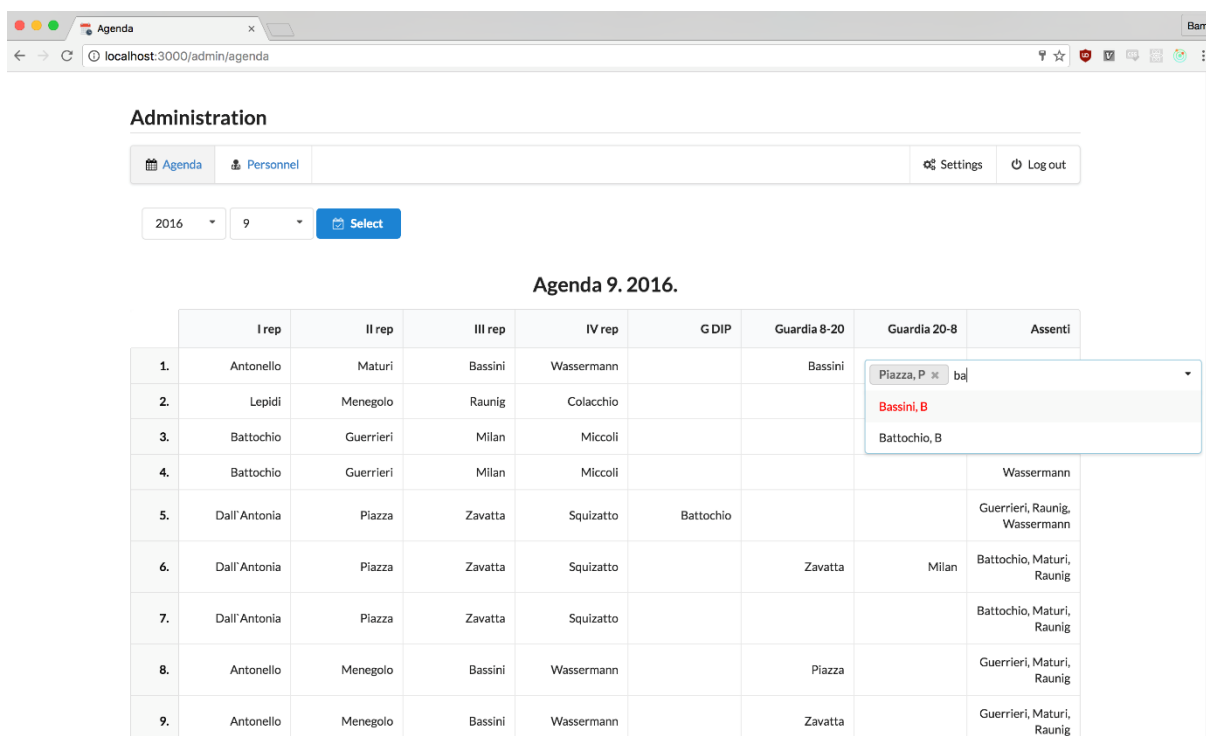 Agenda
Bam
localhost:3000/admin/agenda
Administration
Agenda Personnel Settings Log out
2016 9 Select
Agenda 9. 2016.
I rep II rep III rep IV rep G DIP Guardia 8-20 Guardia 20-8 Assenti
1. Antonello Maturi Bassini Wassermann Bassini Piazza, P ba
2. Lepidi Menegolo Raunig Colacchio Bassini, B
3. Battochio Guerrieri Milan Miccoli Battochio, B
4. Battochio Guerrieri Milan Miccoli Wassermann
5. Dall`Antonia Piazza Zavatta Squizatto Battochio Guerrieri, Raunig,
Wassermann
6. Dall`Antonia Piazza Zavatta Squizatto Zavatta Milan Battochio, Maturi,
Raunig
7. Dall`Antonia Piazza Zavatta Squizatto Battochio, Maturi,
Raunig
8. Antonello Menegolo Bassini Wassermann Piazza Guerrieri, Maturi,
Raunig
9. Antonello Menegolo Bassini Wassermann Zavatta Guerrieri, Maturi,
Raunig